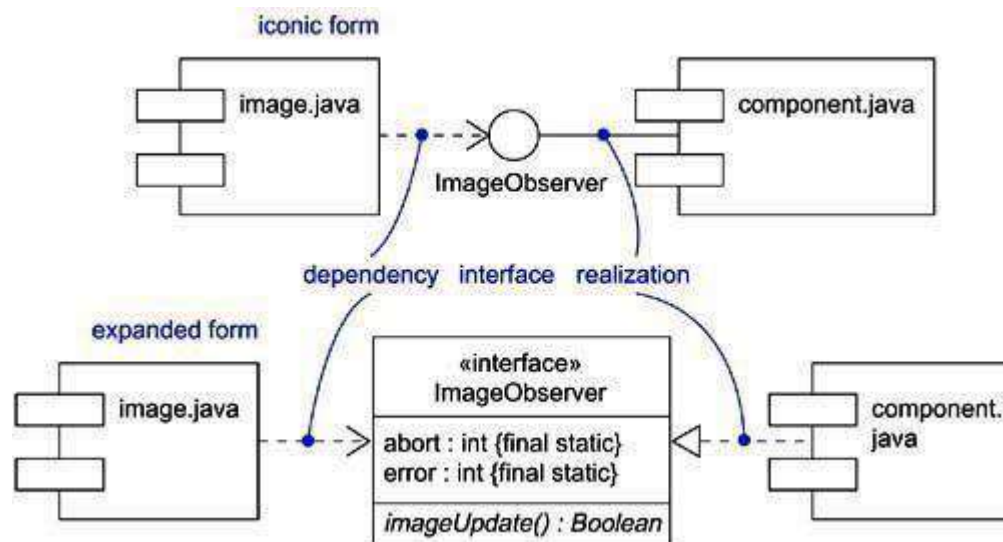 iconic form
image.java
component.java
ImageObserver
dependency interface realization
expanded form
«interface»
ImageObserver
image.java
component.
java
abort : int {final static}
error : int {final static}
imageUpdate() : Boolean